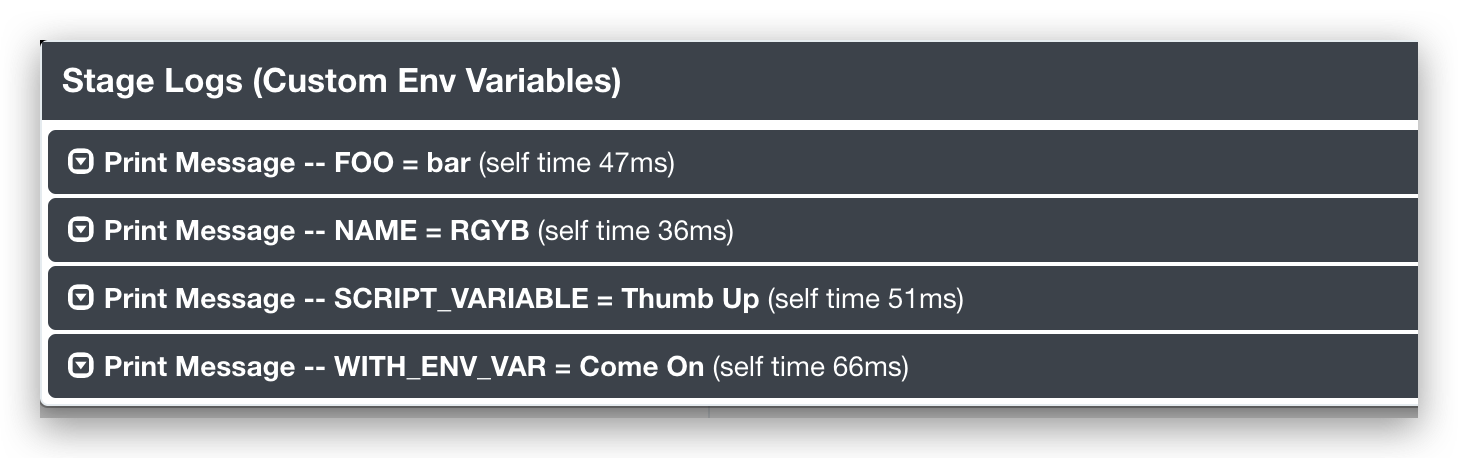 Stage Logs (Custom Env Variables)
Print Message -- FOO = bar (self time 47ms)
Print Message -- NAME = RGYB (self time 36ms)
Print Message -- SCRIPT_VARIABLE = Thumb Up (self time 51ms)
Print Message -- WITH_ENV_VAR = Come On (self time 66ms)